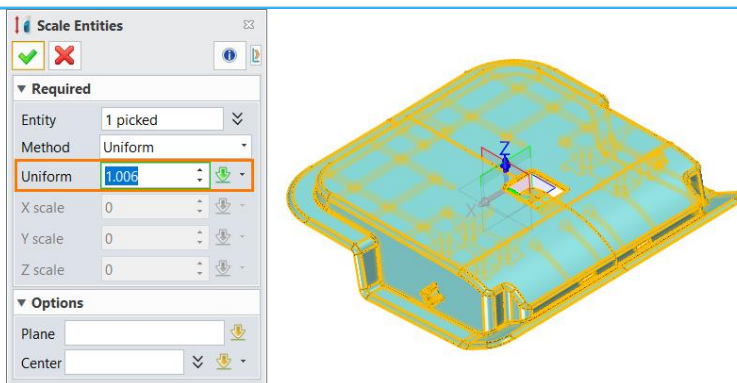 Scale Entities
Required
Entity 1 picked
Method Uniform
Uniform 1.006
X scale 0
Y scale 0
Z scale 0
Options
Plane
Center
Z
X